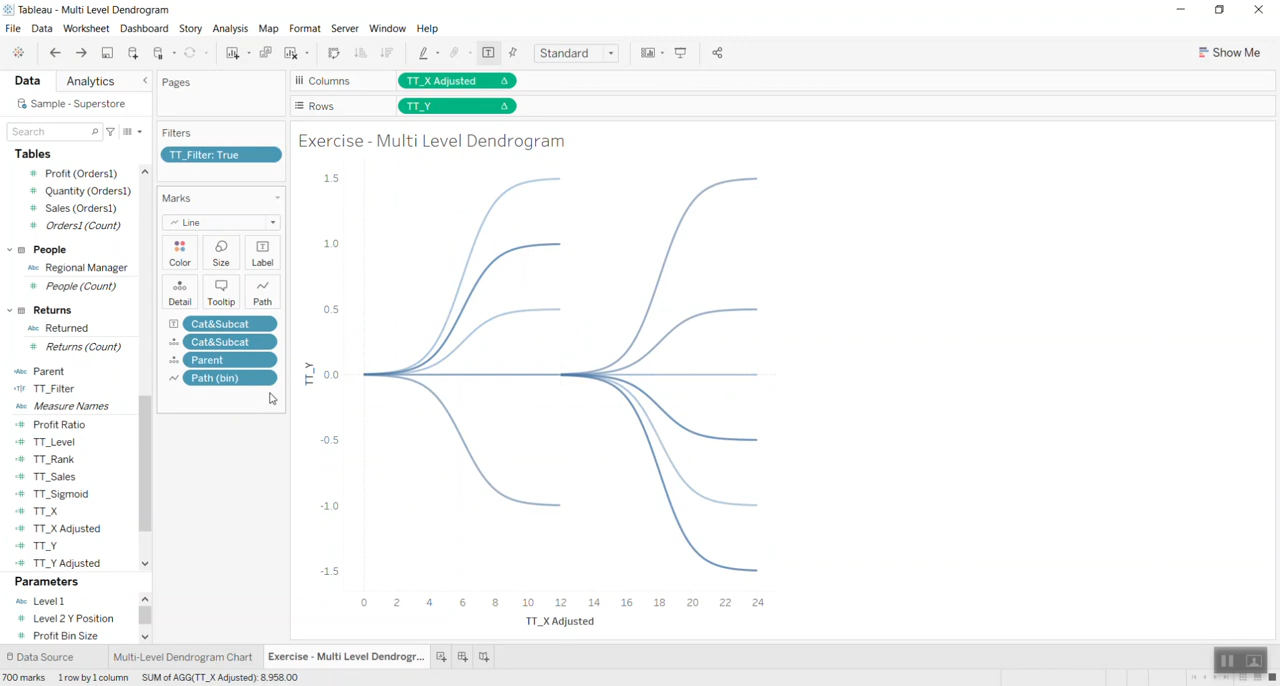 Tableau - Multi Level Dendrogram
File Data Worksheet Dashboard Story Analysis Map Format Server Window Help
Standard
Show Me
Data Analytics
Sample - Superstore
Search
Tables
Profit (Orders1)
Quantity (Orders1)
Sales (Orders1)
Orders1 (Count)
People
Abc Regional Manager
People (Count)
Returns
Abc Returned
Returns (Count)
Abc Parent
T|F TT_Filter
Abc Measure Names
Profit Ratio
TT_Level
TT_Rank
TT_Sales
TT_Sigmoid
TT_X
TT_X Adjusted
TT_Y
TT_Y Adjusted
Parameters
Abc Level 1
Level 2 Y Position
Profit Bin Size
Pages
Filters
TT_Filter: True
Marks
Line
Color Size Label
Detail Tooltip Path
Cat&Subcat
Cat&Subcat
Parent
Path (bin)
Columns TT_X Adjusted
Rows TT_Y
Exercise - Multi Level Dendrogram
1.5
1.0
0.5
0.0
-0.5
-1.0
-1.5
TT_Y
0 2 4 6 8 10 12 14 16 18 20 22 24
TT_X Adjusted
Data Source Multi-Level Dendrogram Chart Exercise - Multi Level Dendrogr...
700 marks 1 row by 1 column SUM of AGG(TT_X Adjusted): 8,958.00